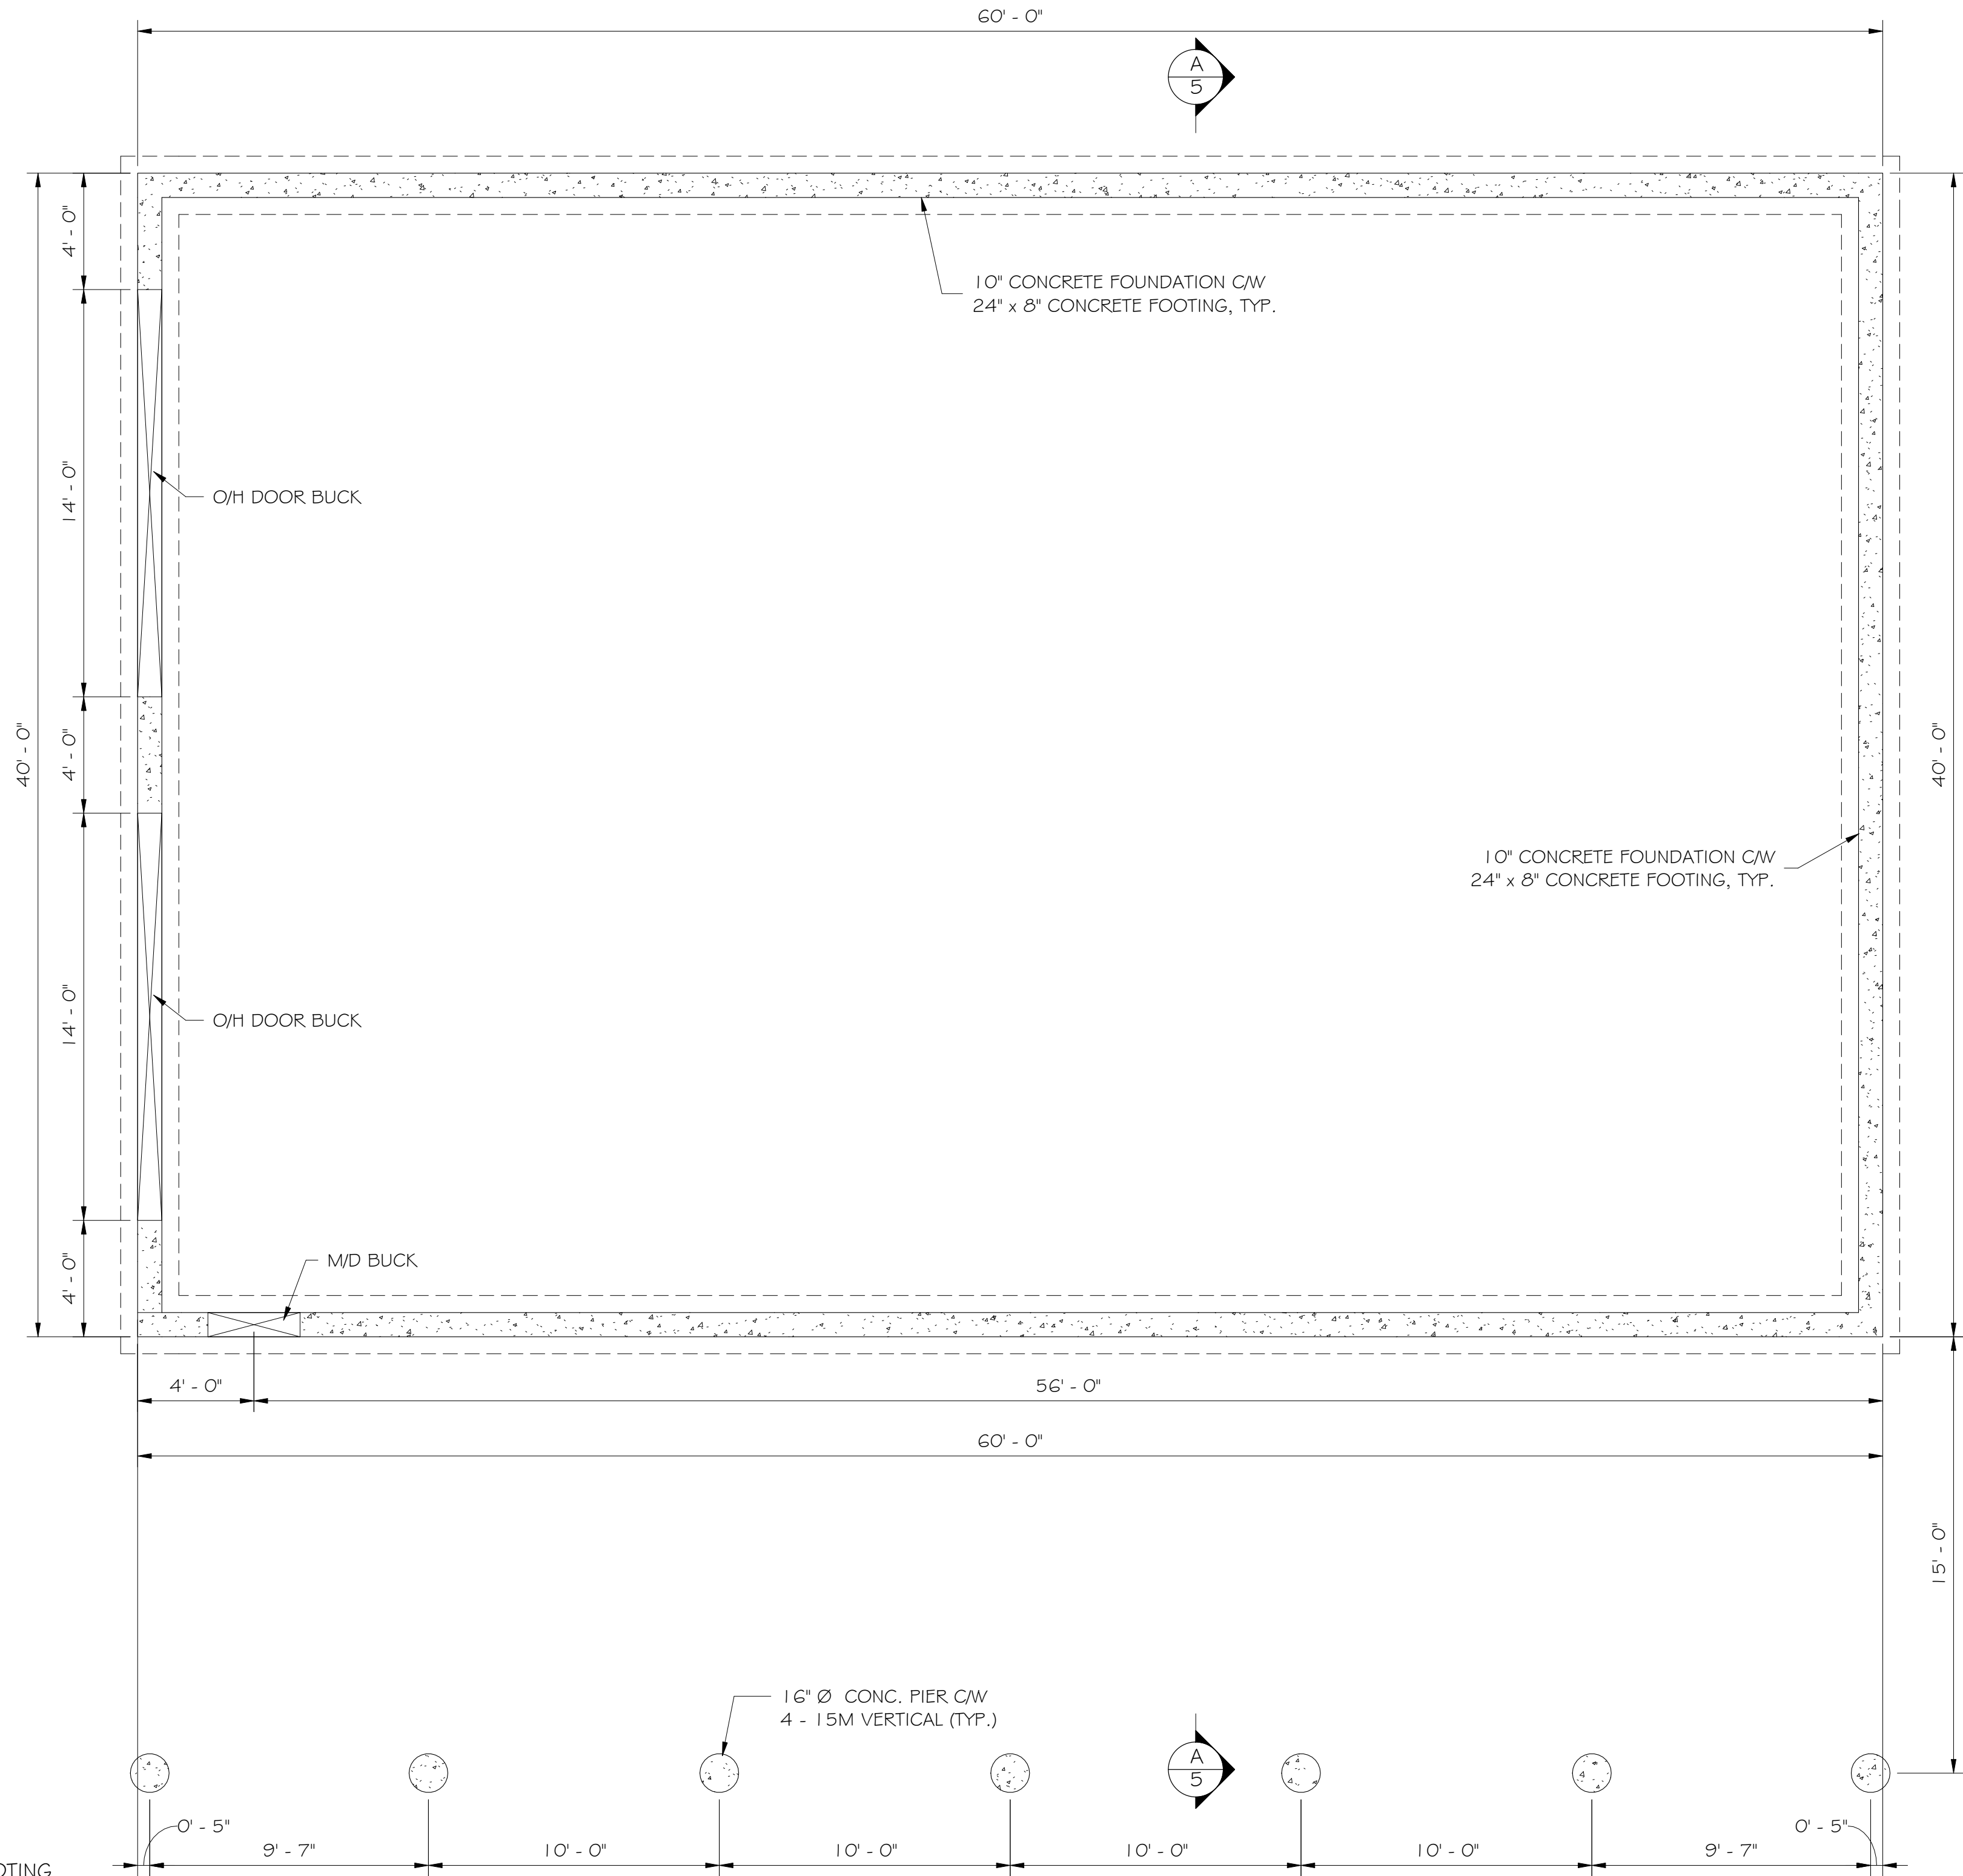 60' - 0"
A
5
4' - 0"
10" CONCRETE FOUNDATION C/W
24" x 8" CONCRETE FOOTING, TYP.
14' - 0"
O/H DOOR BUCK
40' - 0"
4' - 0"
40' - 0"
10" CONCRETE FOUNDATION C/W
24" x 8" CONCRETE FOOTING, TYP.
14' - 0"
O/H DOOR BUCK
4' - 0"
M/D BUCK
4' - 0"
56' - 0"
60' - 0"
15' - 0"
16" Ø CONC. PIER C/W
4 - 15M VERTICAL (TYP.)
A
5
0' - 5"
0' - 5"
9' - 7"
10' - 0"
10' - 0"
10' - 0"
10' - 0"
9' - 7"